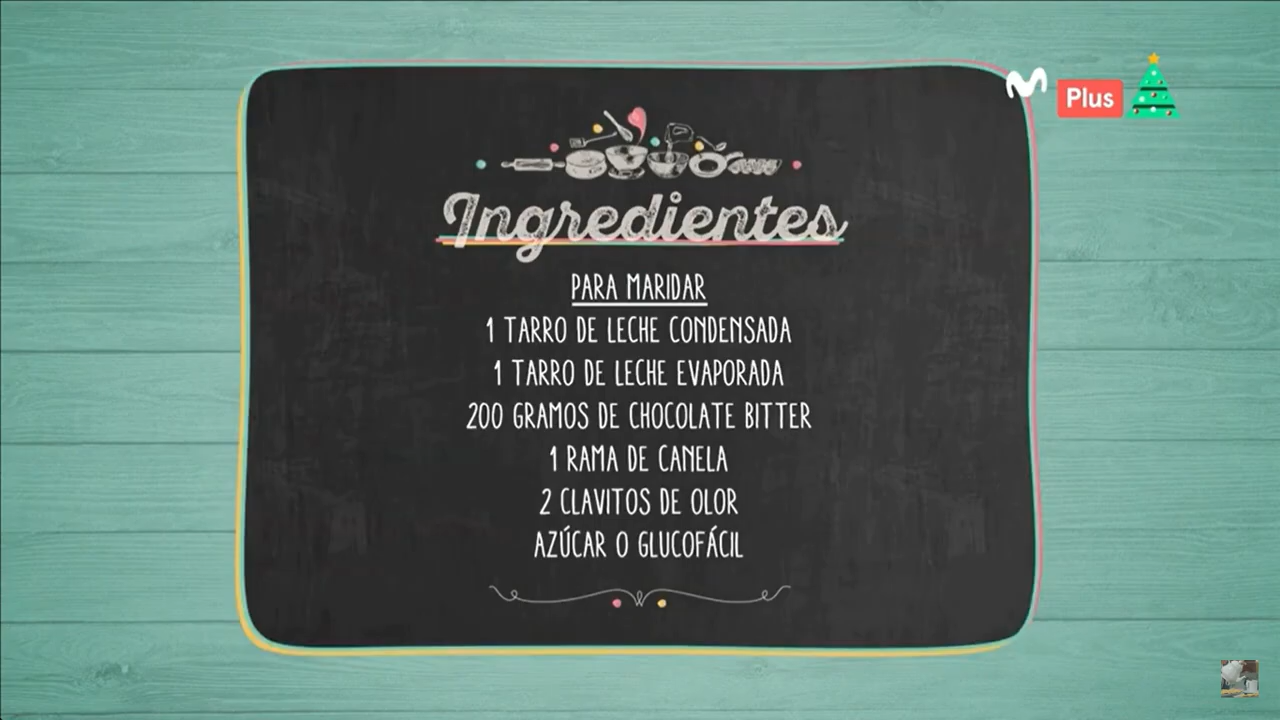 Plus
Ingredientes
PARA MARIDAR
1 TARRO DE LECHE CONDENSADA
1 TARRO DE LECHE EVAPORADA
200 GRAMOS DE CHOCOLATE BITTER
1 RAMA DE CANELA
2 CLAVITOS DE OLOR
AZÚCAR O GLUCOFÁCIL